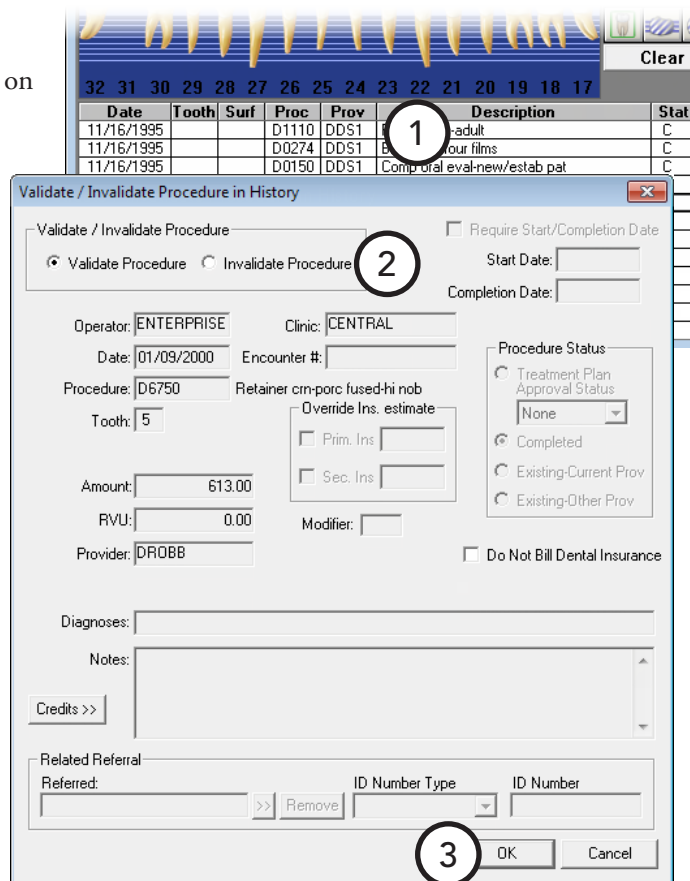 on
Clear
32 31 30 29 28 27 26 25 24 23 22 21 20 19 18 17
Date Tooth Surf Proc Prov Description Stat
11/16/1995 D1110 DDS1 1 -adult C
11/16/1995 D0274 DDS1 four films C
11/16/1995 D0150 DDS1 Comp oral eval-new/estab pat C
Validate / Invalidate Procedure in History
Validate / Invalidate Procedure
Require Start/Completion Date
Validate Procedure Invalidate Procedure 2 Start Date:
Completion Date:
Operator: ENTERPRISE Clinic: CENTRAL
Date: 01/09/2000 Encounter #:
Procedure Status
Procedure: D6750 Retainer crn-porc fused-hi nob
Treatment Plan
Approval Status
Tooth: 5 Override Ins. estimate
None
Prim. Ins
Completed
Sec. Ins
Existing-Current Prov
Amount: 613.00
Existing-Other Prov
RVU: 0.00 Modifier:
Provider: DROBB Do Not Bill Dental Insurance
Diagnoses:
Notes:
Credits >>
Related Referral
Referred: ID Number Type ID Number
>> Remove
3 OK Cancel